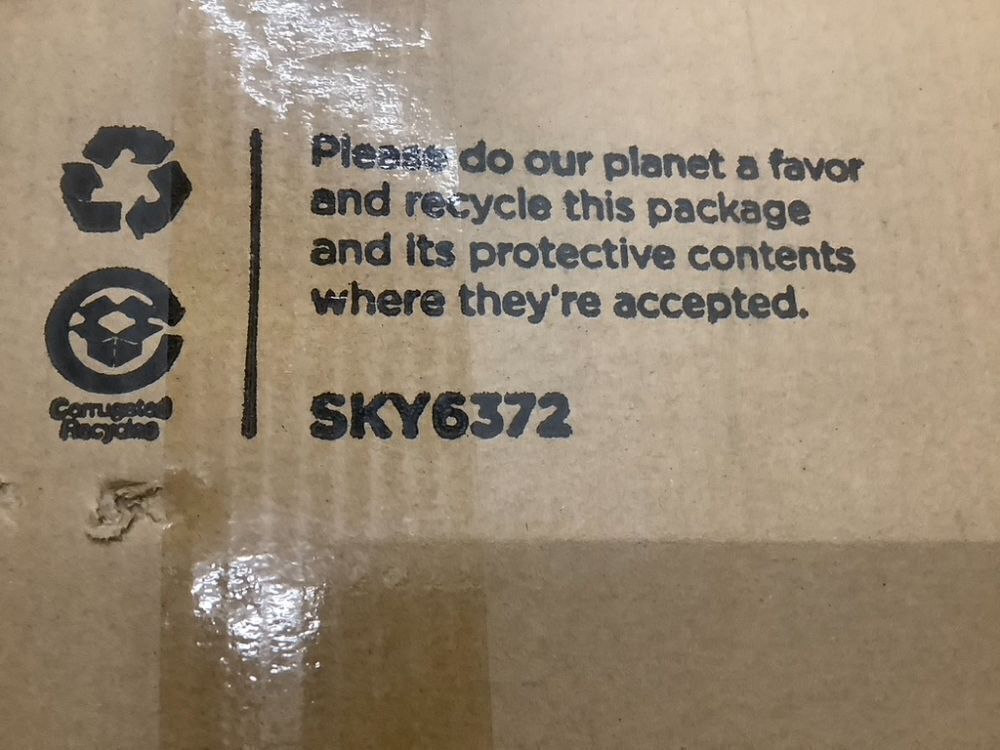 Please do our planet a favor
and recycle this package
and its protective contents
where they're accepted.
SKY6372
Corrugated
Recycles